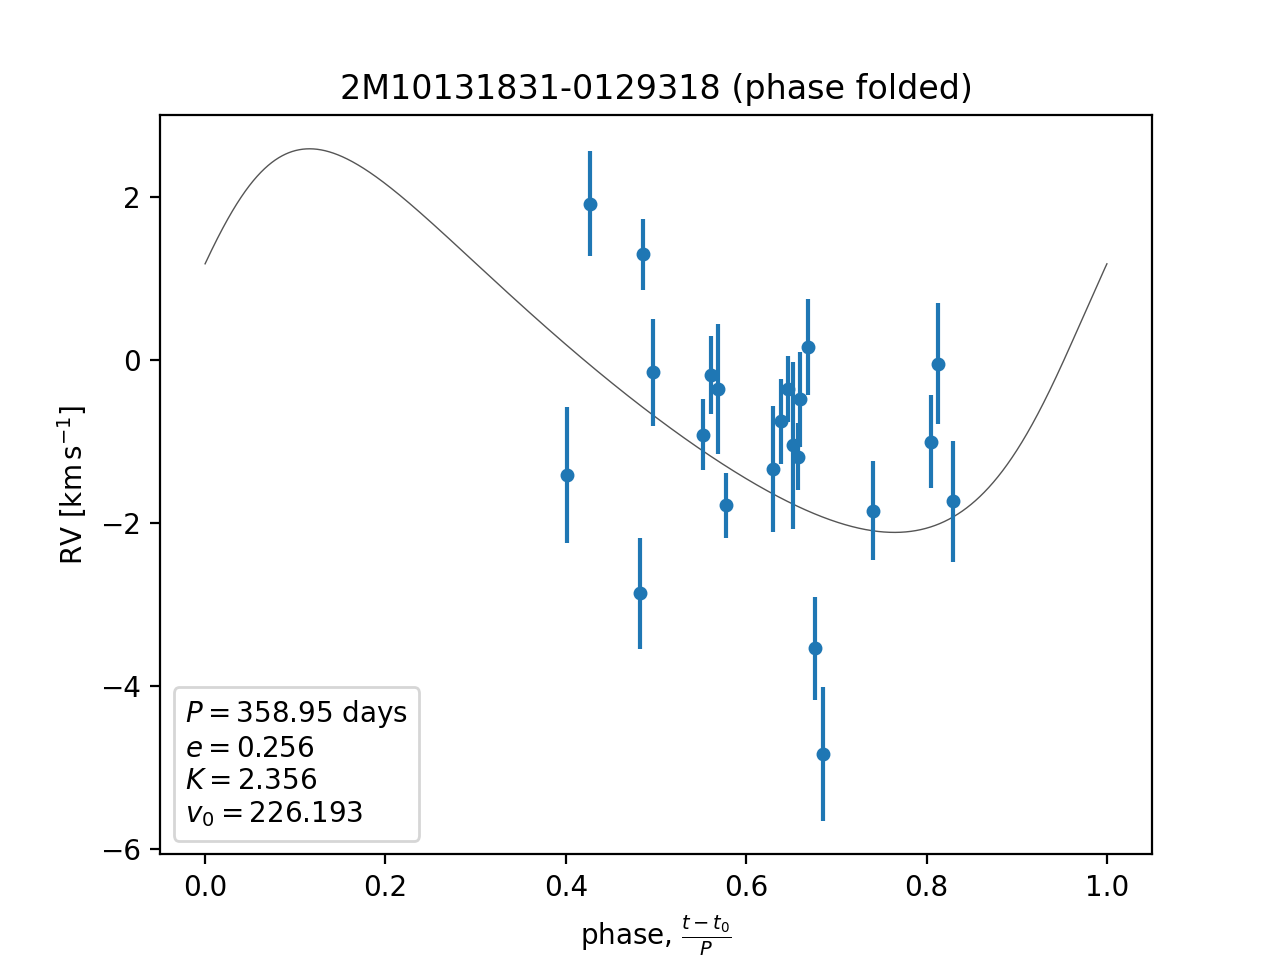 2M10131831-0129318 (phase folded)
RV [km s⁻¹]
2
0
−2
−4
−6
P = 358.95 days
e = 0.256
K = 2.356
v₀ = 226.193
0.0 0.2 0.4 0.6 0.8 1.0
phase, (t − t₀)/P